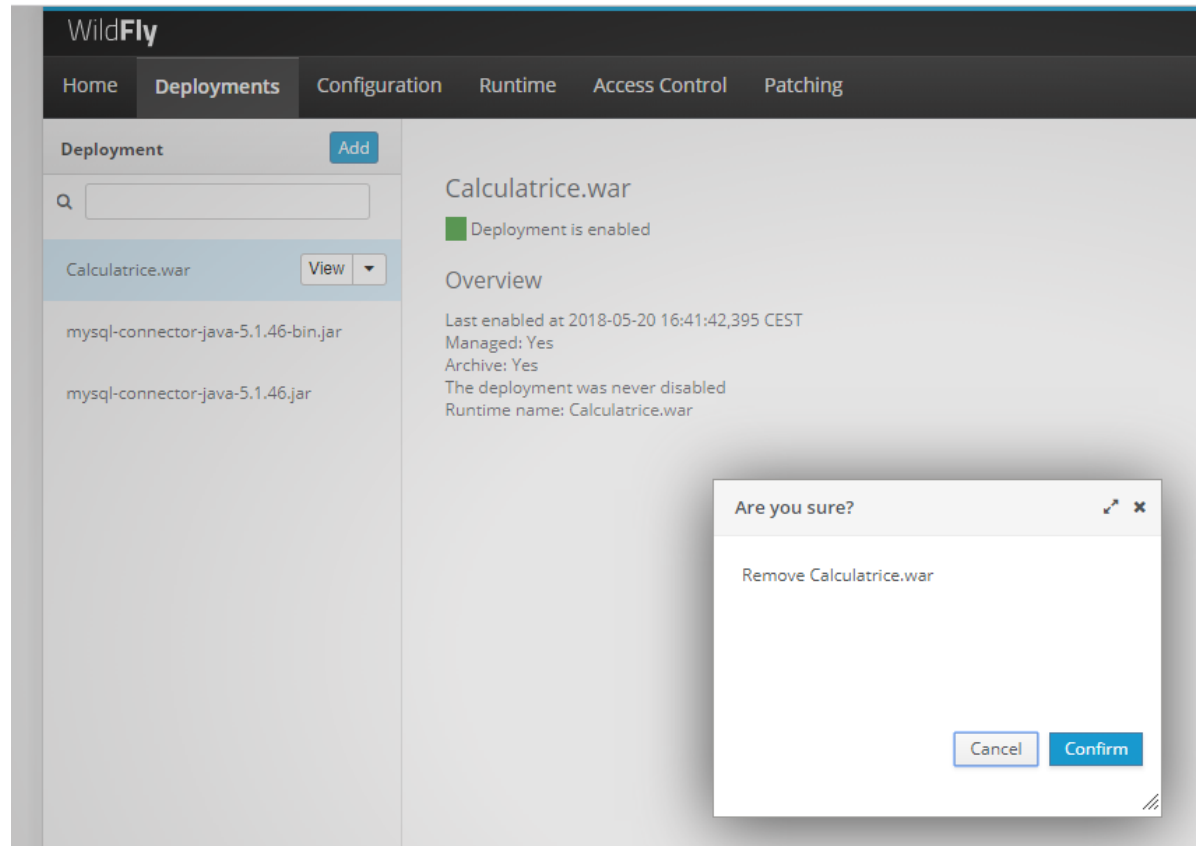 WildFly
Home Deployments Configuration Runtime Access Control Patching
Deployment Add
Calculatrice.war View
mysql-connector-java-5.1.46-bin.jar
mysql-connector-java-5.1.46.jar
Calculatrice.war
Deployment is enabled
Overview
Last enabled at 2018-05-20 16:41:42,395 CEST
Managed: Yes
Archive: Yes
The deployment was never disabled
Runtime name: Calculatrice.war
Are you sure?
Remove Calculatrice.war
Cancel Confirm